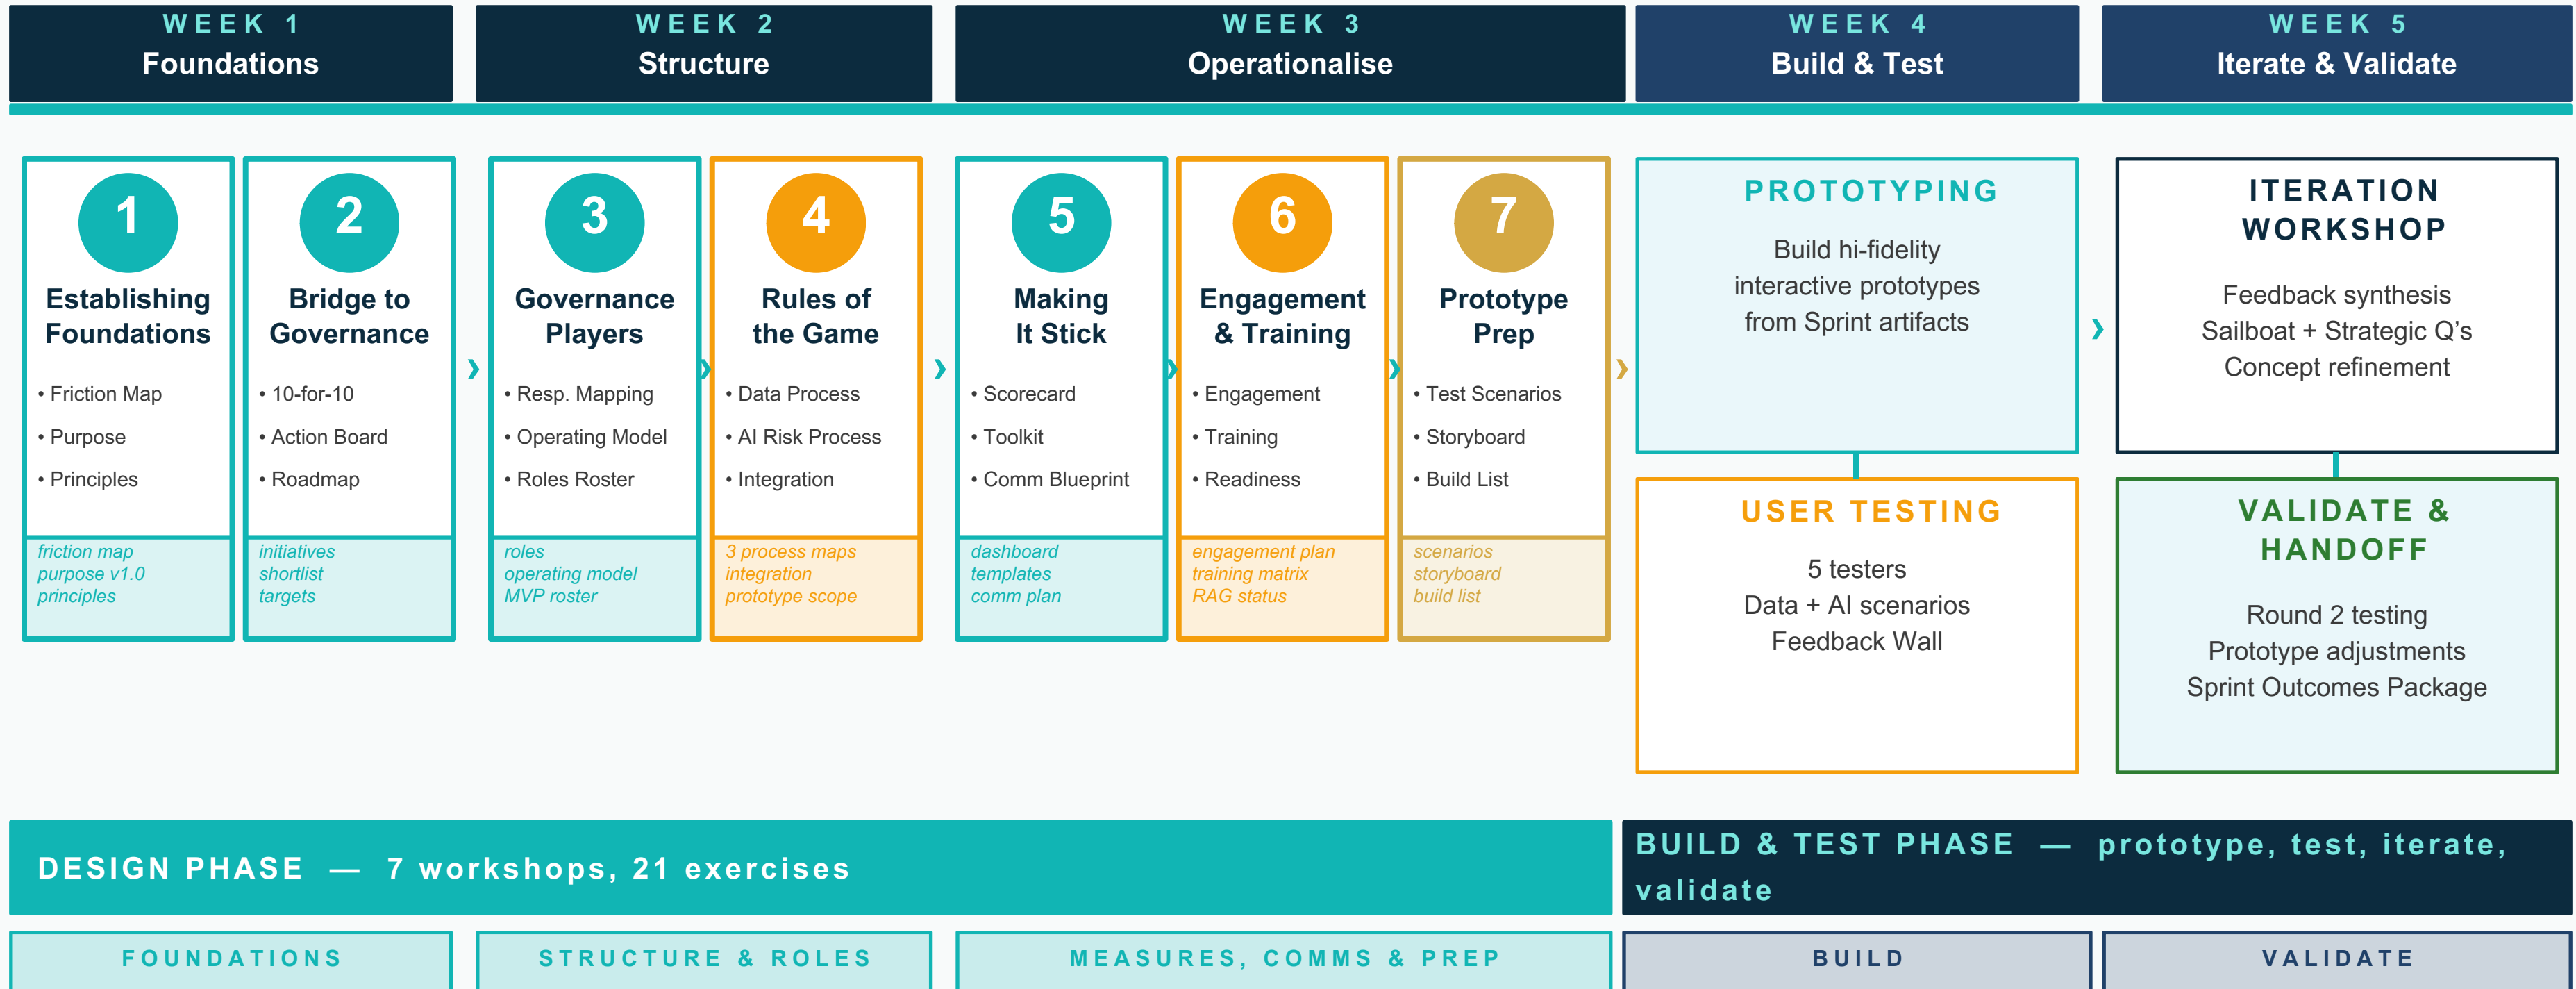 WEEK 1
Foundations
WEEK 2
Structure
WEEK 3
Operationalise
WEEK 4
Build & Test
WEEK 5
Iterate & Validate
1
Establishing
Foundations
• Friction Map
• Purpose
• Principles
friction map
purpose v1.0
principles
2
Bridge to
Governance
• 10-for-10
• Action Board
• Roadmap
initiatives
shortlist
targets
›
3
Governance
Players
• Resp. Mapping
• Operating Model
• Roles Roster
roles
operating model
MVP roster
›
4
Rules of
the Game
• Data Process
• AI Risk Process
• Integration
3 process maps
integration
prototype scope
›
5
Making
It Stick
• Scorecard
• Toolkit
• Comm Blueprint
dashboard
templates
comm plan
›
6
Engagement
& Training
• Engagement
• Training
• Readiness
engagement plan
training matrix
RAG status
›
7
Prototype
Prep
• Test Scenarios
• Storyboard
• Build List
scenarios
storyboard
build list
›
PROTOTYPING
Build hi-fidelity
interactive prototypes
from Sprint artifacts
USER TESTING
5 testers
Data + AI scenarios
Feedback Wall
›
ITERATION
WORKSHOP
Feedback synthesis
Sailboat + Strategic Q’s
Concept refinement
VALIDATE &
HANDOFF
Round 2 testing
Prototype adjustments
Sprint Outcomes Package
DESIGN PHASE — 7 workshops, 21 exercises
BUILD & TEST PHASE — prototype, test, iterate,
validate
FOUNDATIONS
STRUCTURE & ROLES
MEASURES, COMMS & PREP
BUILD
VALIDATE